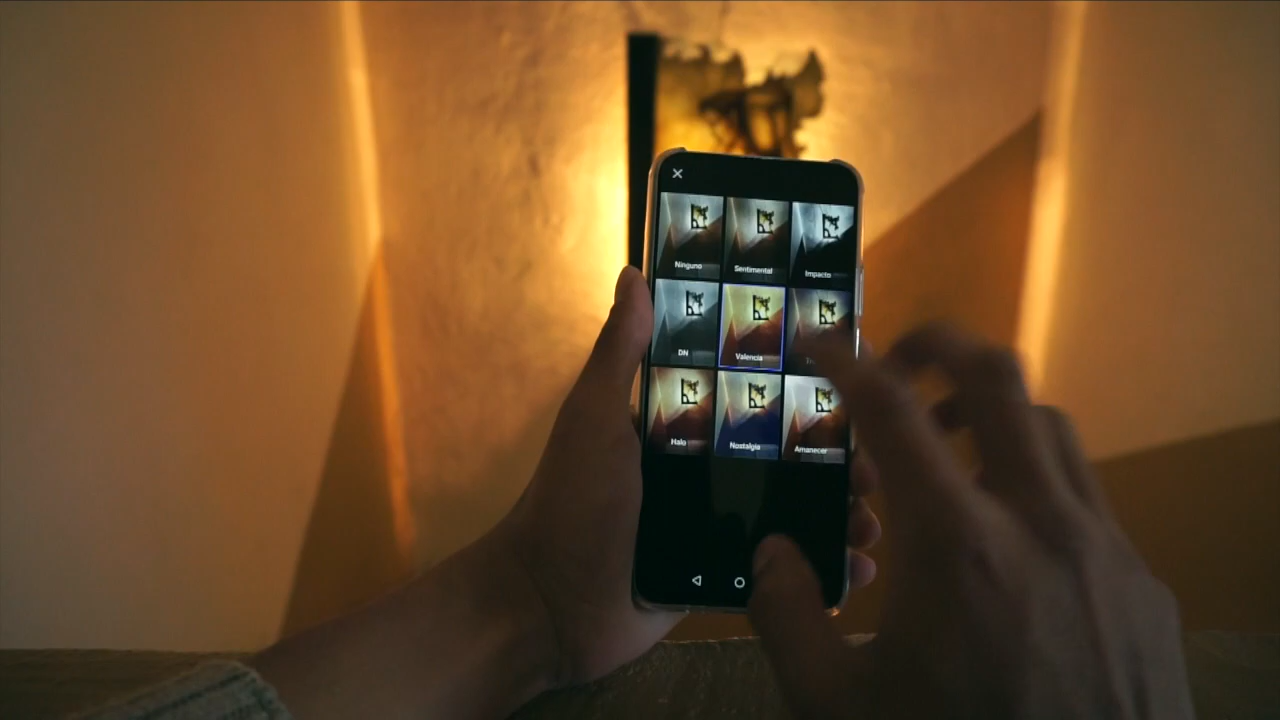 Ninguno
Sentimental
Impacto
DN
Valencia
Halo
Nostalgia
Amanecer